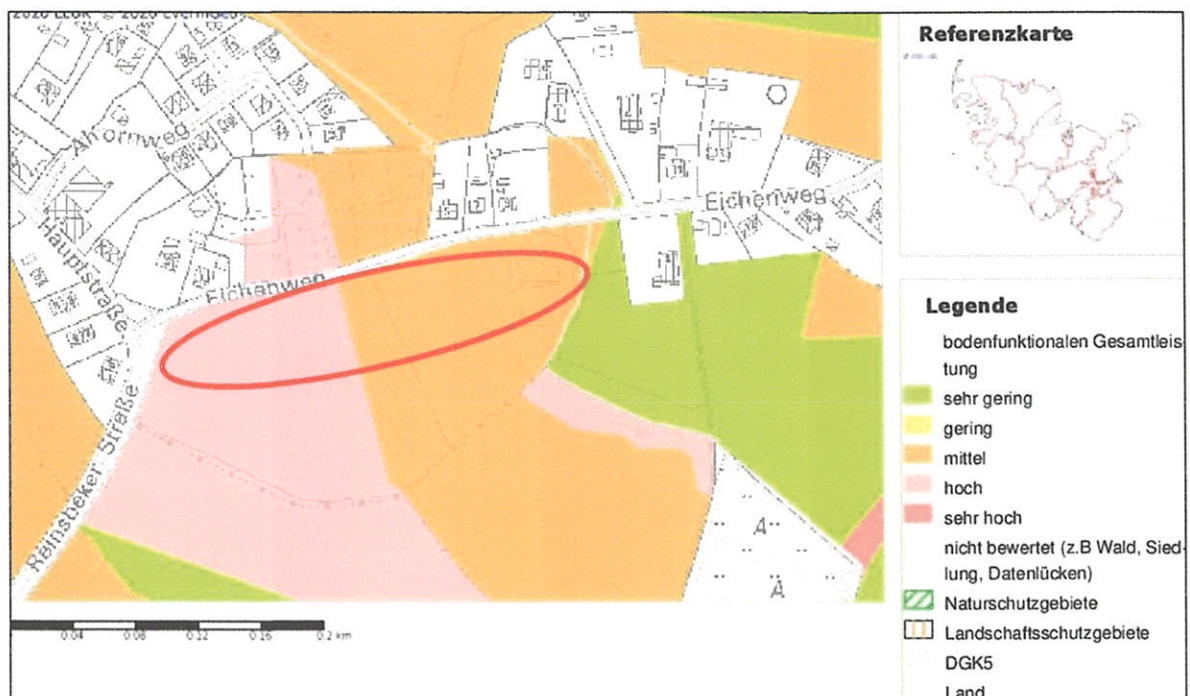 Referenzkarte
Ahornweg
Hauptstraße
Eichenweg
Eichenweg
Reinsbeker Straße
A
A
0.04 0.08 0.12 0.16 0.2 km
Legende
bodenfunktionalen Gesamtleis
tung
sehr gering
gering
mittel
hoch
sehr hoch
nicht bewertet (z.B Wald, Sied-
lung, Datenlücken)
Naturschutzgebiete
Landschaftsschutzgebiete
DGK5
Land